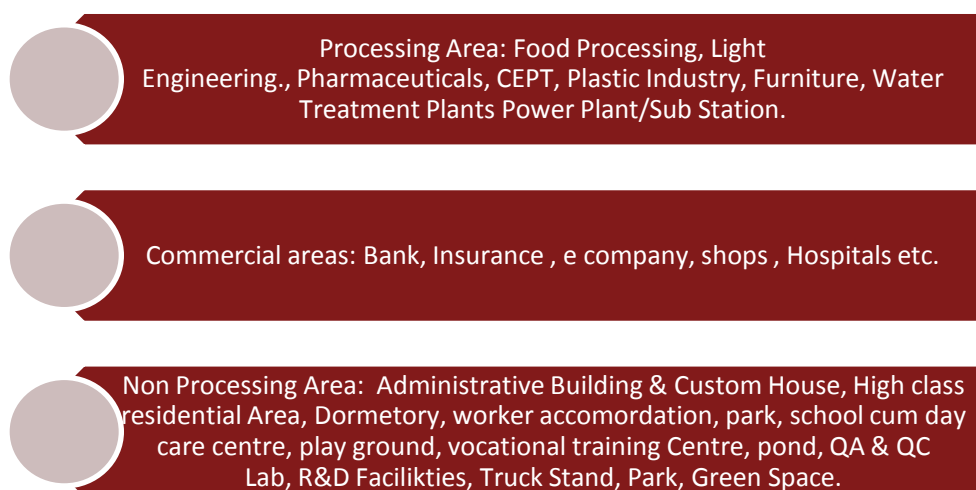 Processing Area: Food Processing, Light
Engineering., Pharmaceuticals, CEPT, Plastic Industry, Furniture, Water
Treatment Plants Power Plant/Sub Station.
Commercial areas: Bank, Insurance , e company, shops , Hospitals etc.
Non Processing Area: Administrative Building & Custom House, High class
residential Area, Dormetory, worker accomordation, park, school cum day
care centre, play ground, vocational training Centre, pond, QA & QC
Lab, R&D Facilikties, Truck Stand, Park, Green Space.